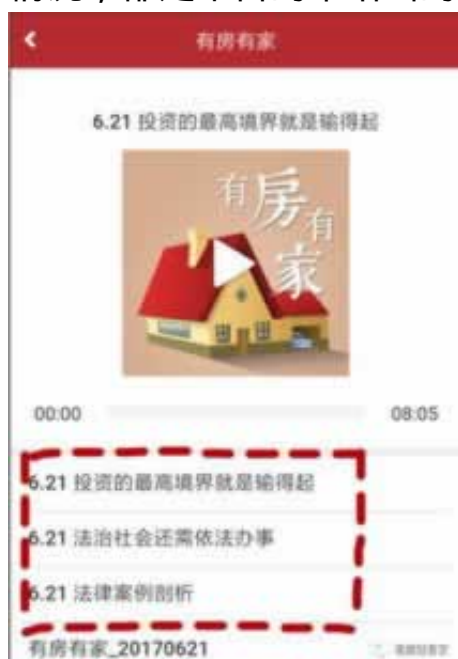 有房有家
6.21 投资的最高境界就是输得起
有房有家
00:00 08:05
6.21 投资的最高境界就是输得起
6.21 法治社会还需依法办事
6.21 法律案例剖析
有房有家_20170621